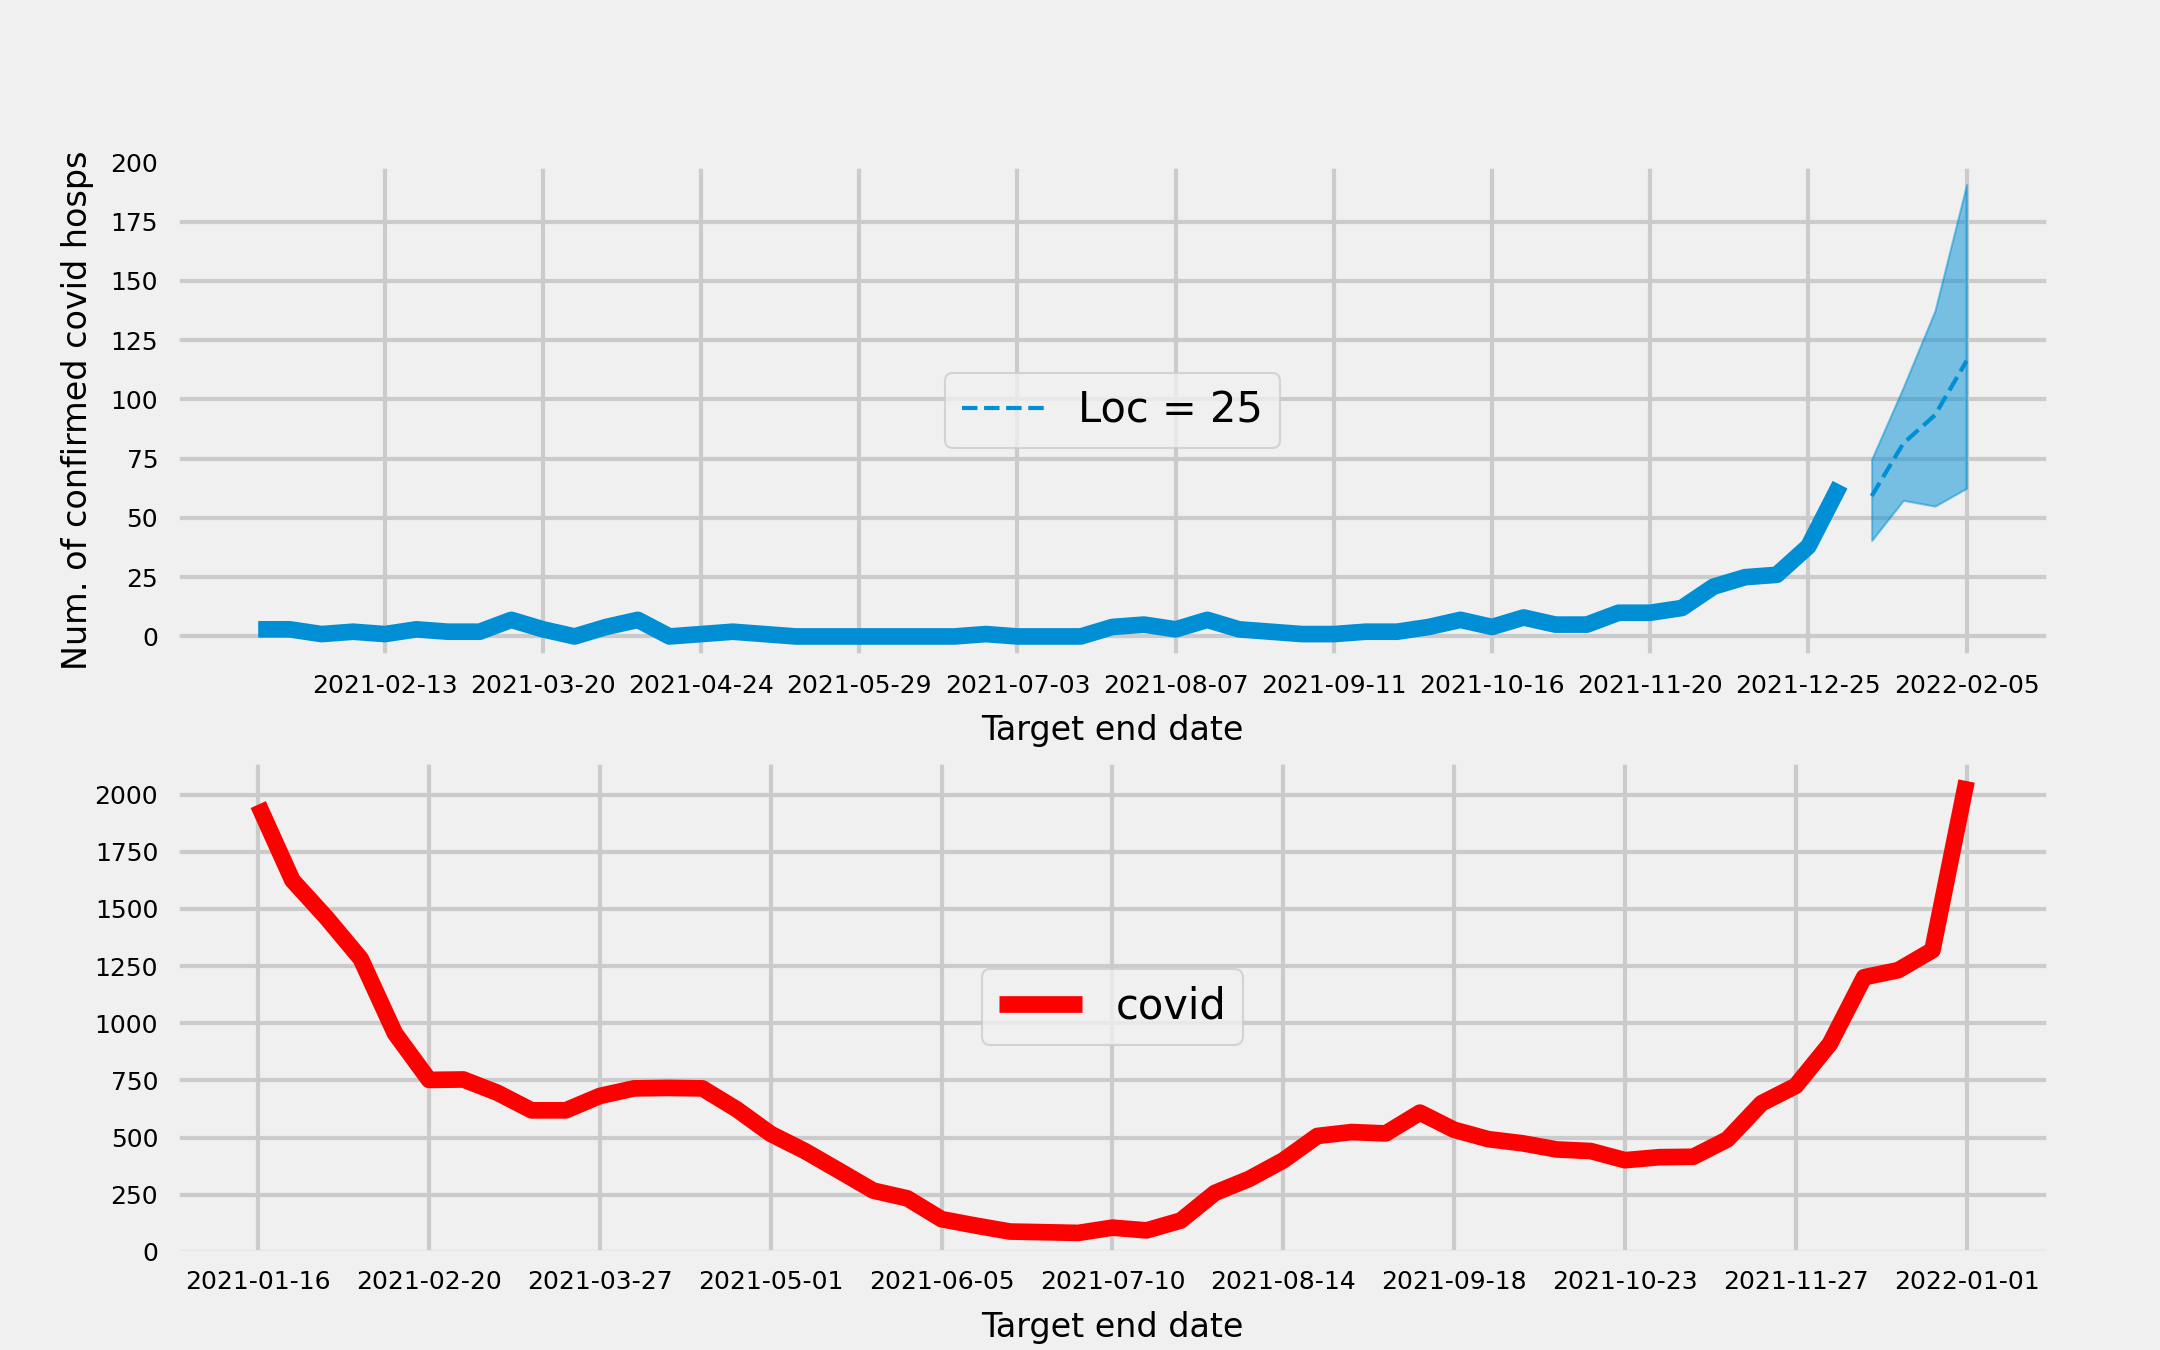 Num. of confirmed covid hosps
200
175
150
125
100
75
50
25
0
Loc = 25
2021-02-13 2021-03-20 2021-04-24 2021-05-29 2021-07-03 2021-08-07 2021-09-11 2021-10-16 2021-11-20 2021-12-25 2022-02-05
Target end date
2000
1750
1500
1250
1000
750
500
250
0
covid
2021-01-16 2021-02-20 2021-03-27 2021-05-01 2021-06-05 2021-07-10 2021-08-14 2021-09-18 2021-10-23 2021-11-27 2022-01-01
Target end date